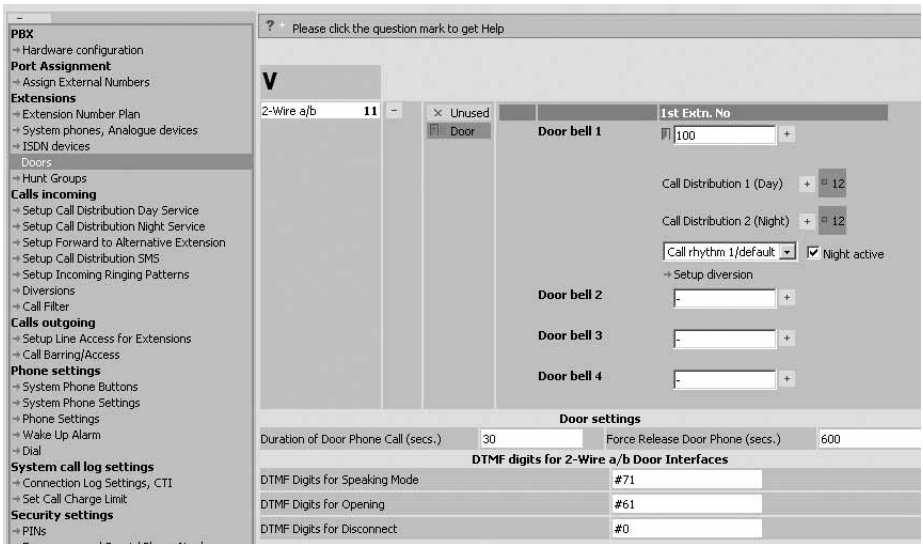 PBX
Hardware configuration
Port Assignment
Assign External Numbers
Extensions
Extension Number Plan
System phones, Analogue devices
ISDN devices
Doors
Hunt Groups
Calls incoming
Setup Call Distribution Day Service
Setup Call Distribution Night Service
Setup Forward to Alternative Extension
Setup Call Distribution SMS
Setup Incoming Ringing Patterns
Diversions
Call Filter
Calls outgoing
Setup Line Access for Extensions
Call Barring/Access
Phone settings
System Phone Buttons
System Phone Settings
Phone Settings
Wake Up Alarm
Dial
System call log settings
Connection Log Settings, CTI
Set Call Charge Limit
Security settings
PINs
? Please click the question mark to get Help
V
2-Wire a/b 11 -
× Unused
Door
1st Extn. No
Door bell 1 100 +
Call Distribution 1 (Day) + 12
Call Distribution 2 (Night) + 12
Call rhythm 1/default Night active
Setup diversion
Door bell 2 - +
Door bell 3 - +
Door bell 4 - +
Door settings
Duration of Door Phone Call (secs.) 30 Force Release Door Phone (secs.) 600
DTMF digits for 2-Wire a/b Door Interfaces
DTMF Digits for Speaking Mode #71
DTMF Digits for Opening #61
DTMF Digits for Disconnect #0